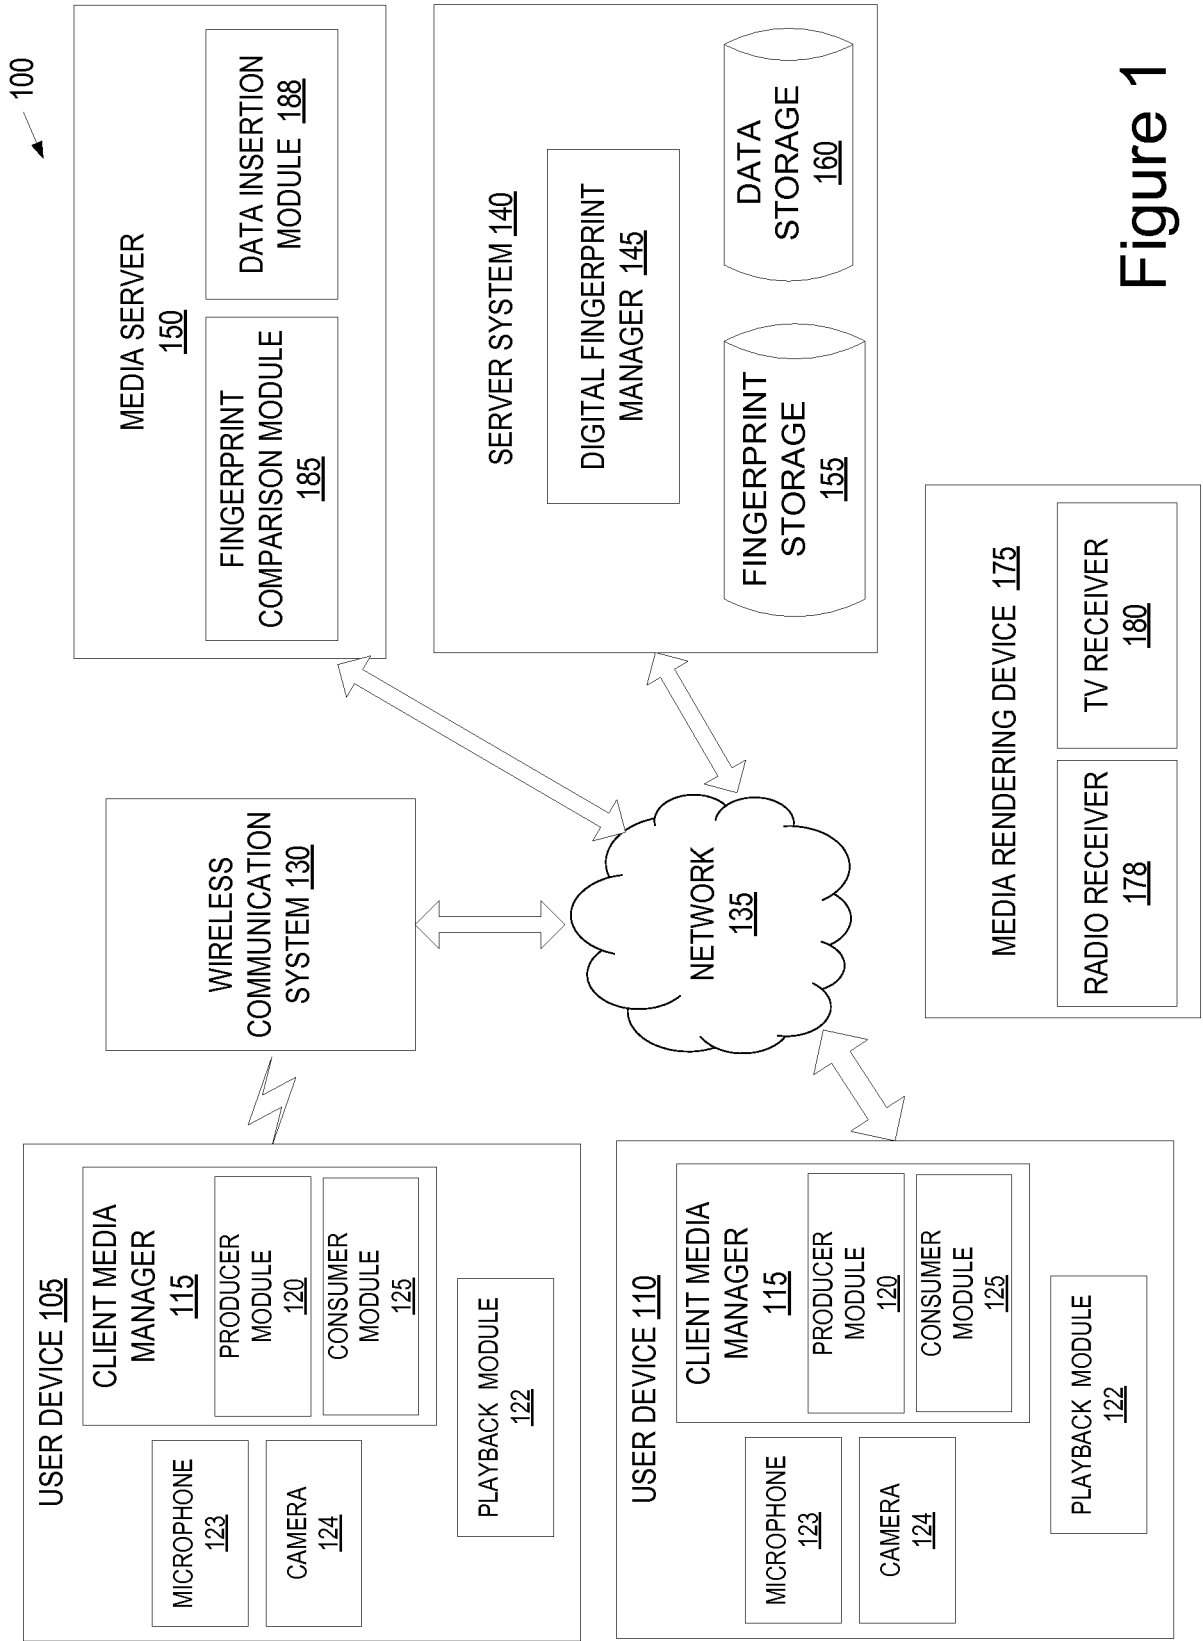 100
USER DEVICE 105
MICROPHONE
123
CAMERA
124
CLIENT MEDIA
MANAGER
115
PRODUCER
MODULE
120
CONSUMER
MODULE
125
PLAYBACK MODULE
122
WIRELESS
COMMUNICATION
SYSTEM 130
MEDIA SERVER
150
FINGERPRINT
COMPARISON MODULE
185
DATA INSERTION
MODULE 188
NETWORK
135
SERVER SYSTEM 140
DIGITAL FINGERPRINT
MANAGER 145
FINGERPRINT
STORAGE
155
DATA
STORAGE
160
USER DEVICE 110
MICROPHONE
123
CAMERA
124
CLIENT MEDIA
MANAGER
115
PRODUCER
MODULE
120
CONSUMER
MODULE
125
PLAYBACK MODULE
122
MEDIA RENDERING DEVICE 175
RADIO RECEIVER
178
TV RECEIVER
180
Figure 1